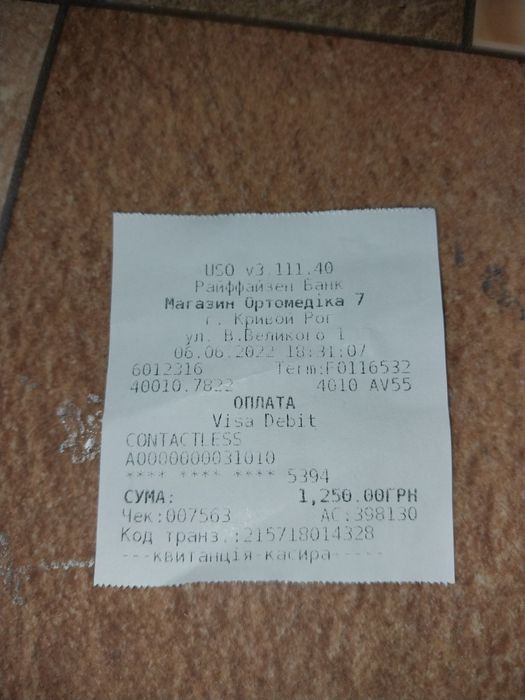 USO v3.111.40
Райффайзен Банк
Магазин Ортомедіка 7
г. Кривой Рог
ул. В.Великого 1
06.06.2022 18:31:07
6012316 Term:F0116532
40010.7822 4010 AV55
ОПЛАТА
Visa Debit
CONTACTLESS
A0000000031010
**** **** **** 5394
СУМА: 1,250.00ГРН
Чек:007563 АС:398130
Код транз.:215718014328
---квитанція касира-----